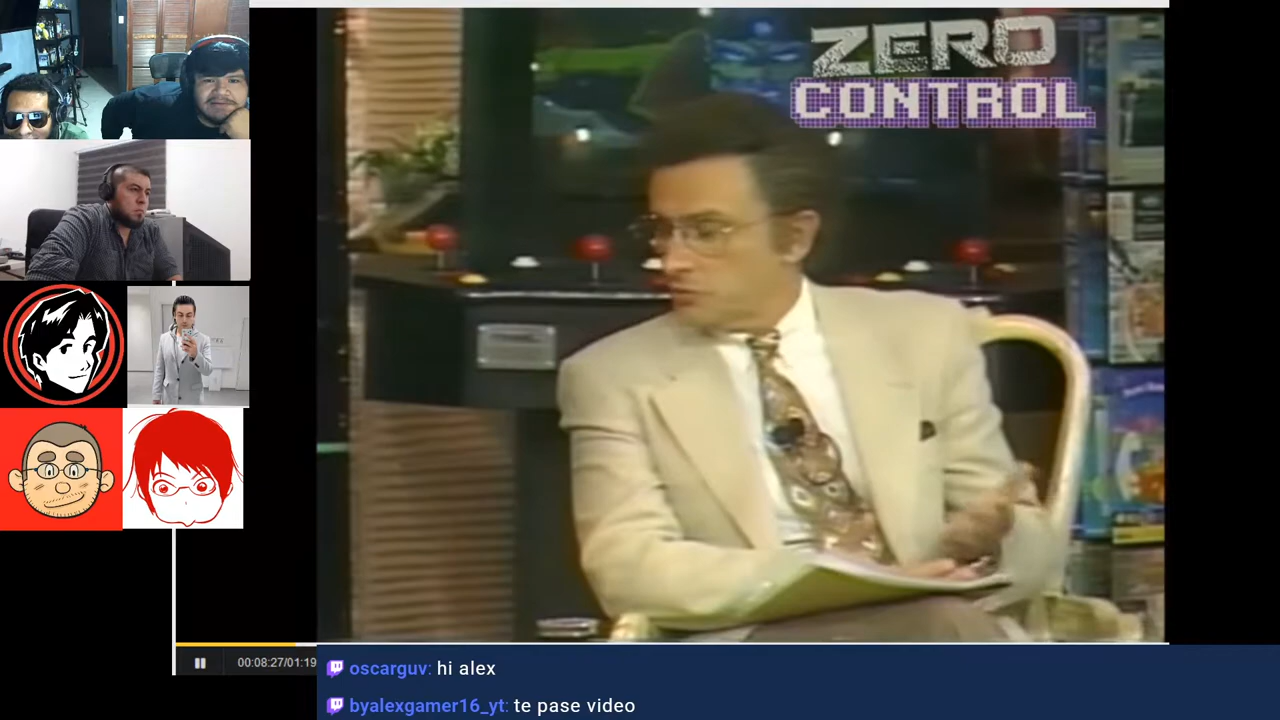 ZERO
CONTROL
00:08:27/01:19
oscarguv: hi alex
byalexgamer16_yt: te pase video